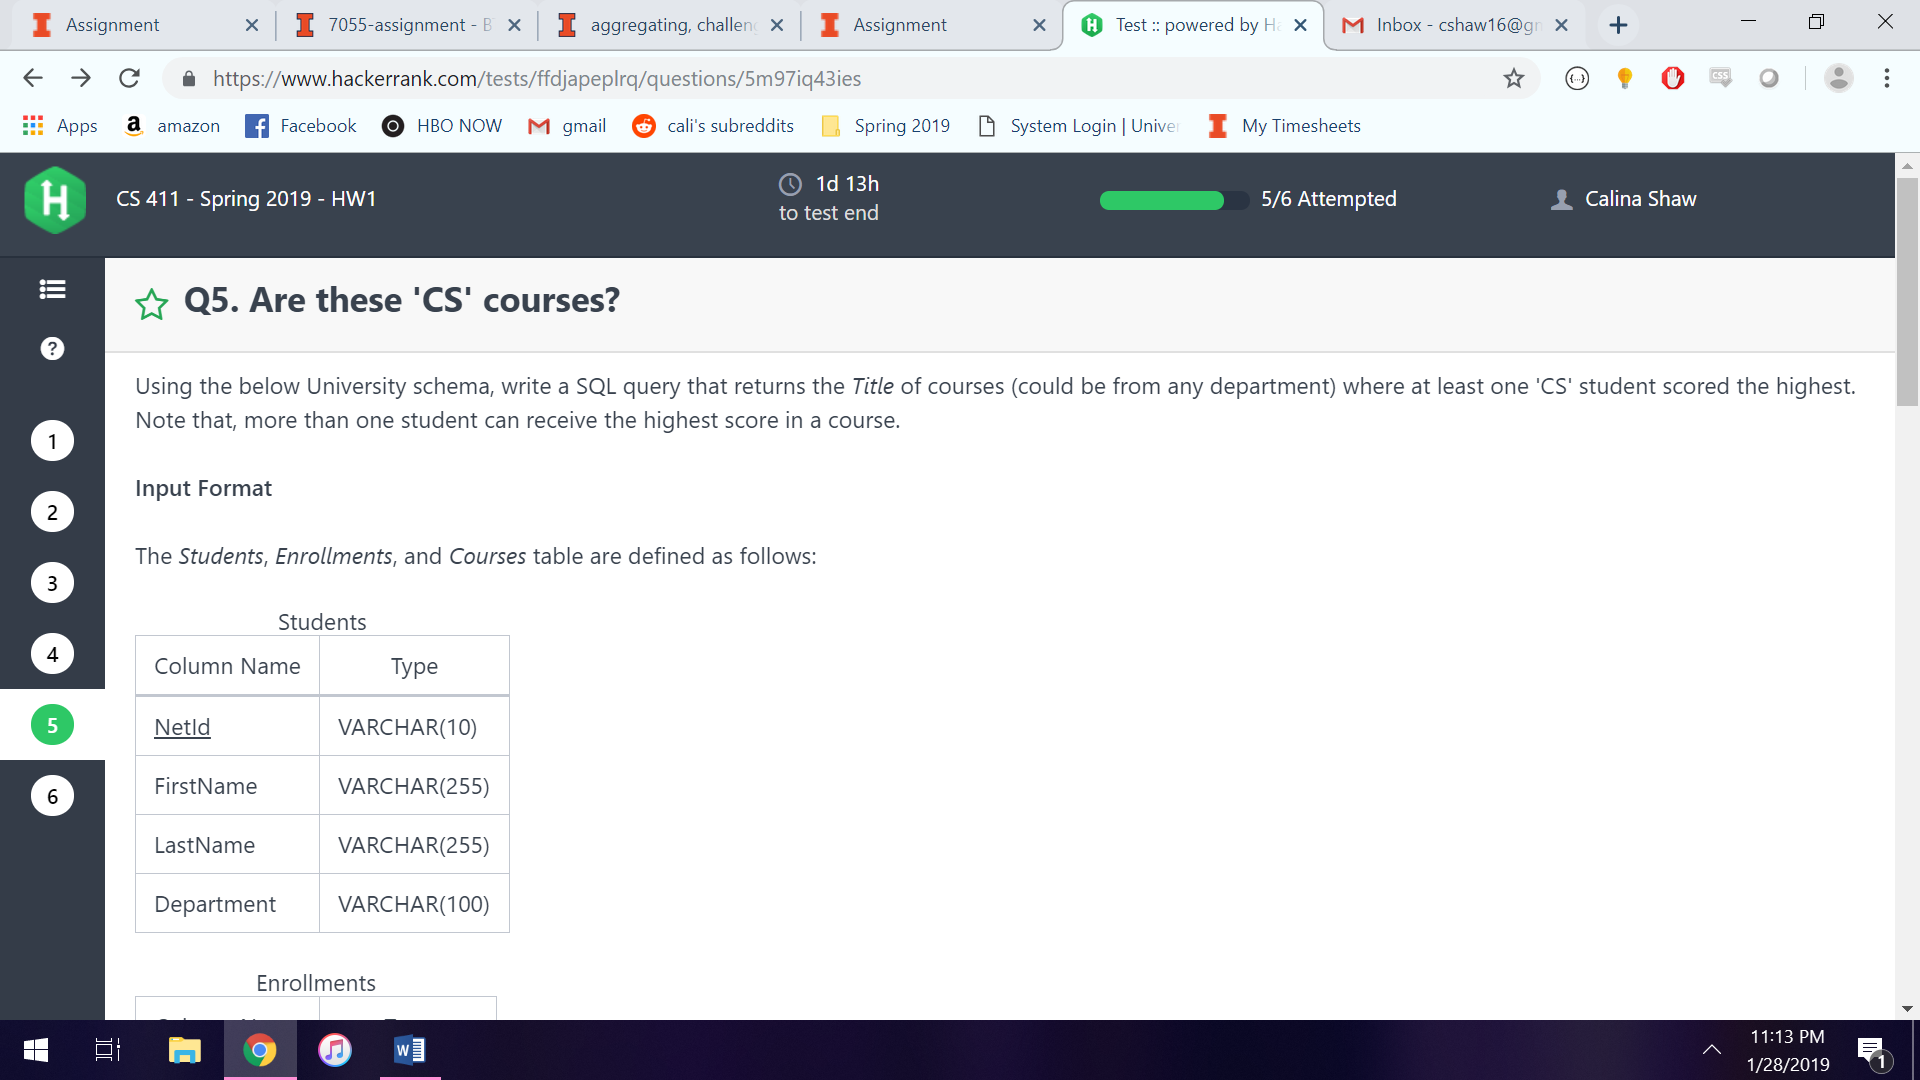 Assignment
7055-assignment - B
aggregating, challen
Assignment
Test :: powered by Ha
Inbox - cshaw16@gm
https://www.hackerrank.com/tests/ffdjapeplrq/questions/5m97iq43ies
Apps
amazon
Facebook
HBO NOW
gmail
cali's subreddits
Spring 2019
System Login | Univer
My Timesheets
CS 411 - Spring 2019 - HW1
1d 13h
to test end
5/6 Attempted
Calina Shaw
Q5. Are these 'CS' courses?
Using the below University schema, write a SQL query that returns the Title of courses (could be from any department) where at least one 'CS' student scored the highest.
Note that, more than one student can receive the highest score in a course.
Input Format
The Students, Enrollments, and Courses table are defined as follows:
1
2
3
4
5
6
Students
Column Name Type
NetId VARCHAR(10)
FirstName VARCHAR(255)
LastName VARCHAR(255)
Department VARCHAR(100)
Enrollments
11:13 PM
1/28/2019
1